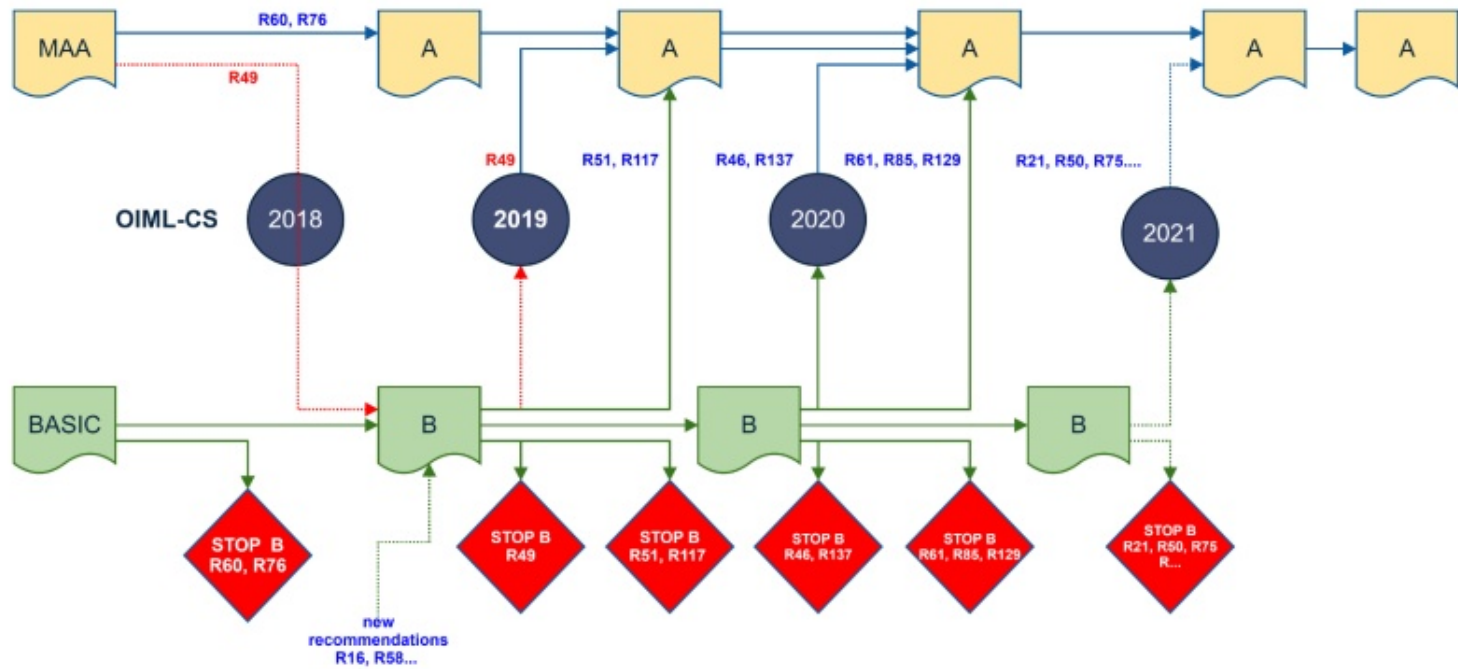 R60, R76
MAA
A
A
A
A
A
R49
R49
R51, R117
R46, R137
R61, R85, R129
R21, R50, R75....
OIML-CS
2018
2019
2020
2021
BASIC
B
B
B
STOP B
R60, R76
STOP B
R49
STOP B
R51, R117
STOP B
R46, R137
STOP B
R61, R85, R129
STOP B
R21, R50, R75
R...
new
recommendations
R16, R58...